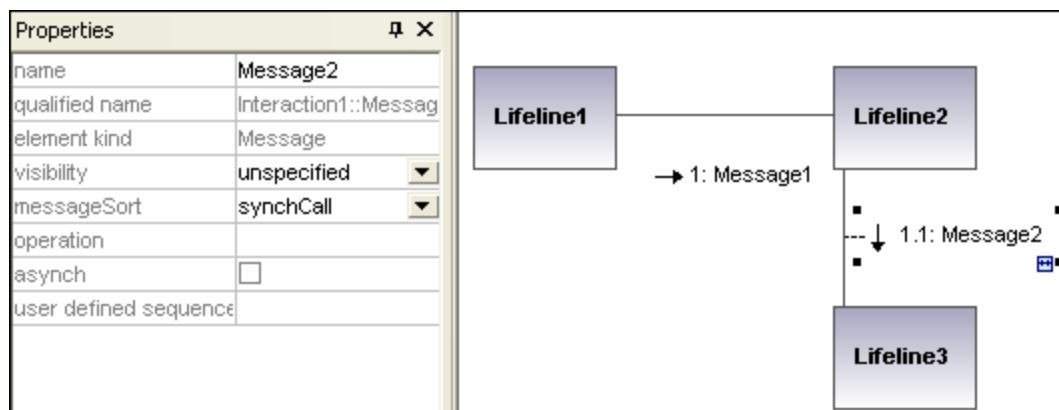 Properties
name Message2
qualified name Interaction1::Messag
element kind Message
visibility unspecified
messageSort synchCall
operation
asynch
user defined sequence
Lifeline1
Lifeline2
1: Message1
1.1: Message2
Lifeline3